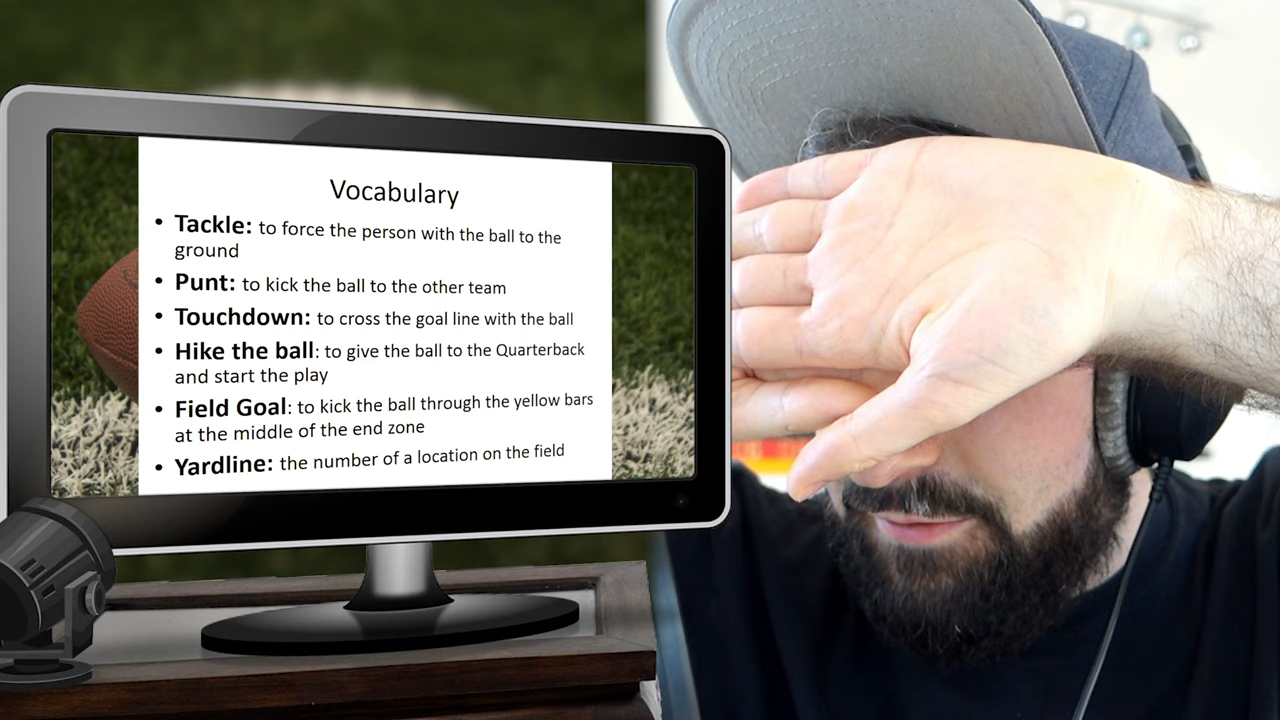 Vocabulary
• Tackle: to force the person with the ball to the
ground
• Punt: to kick the ball to the other team
• Touchdown: to cross the goal line with the ball
• Hike the ball: to give the ball to the Quarterback
and start the play
• Field Goal: to kick the ball through the yellow bars
at the middle of the end zone
• Yardline: the number of a location on the field